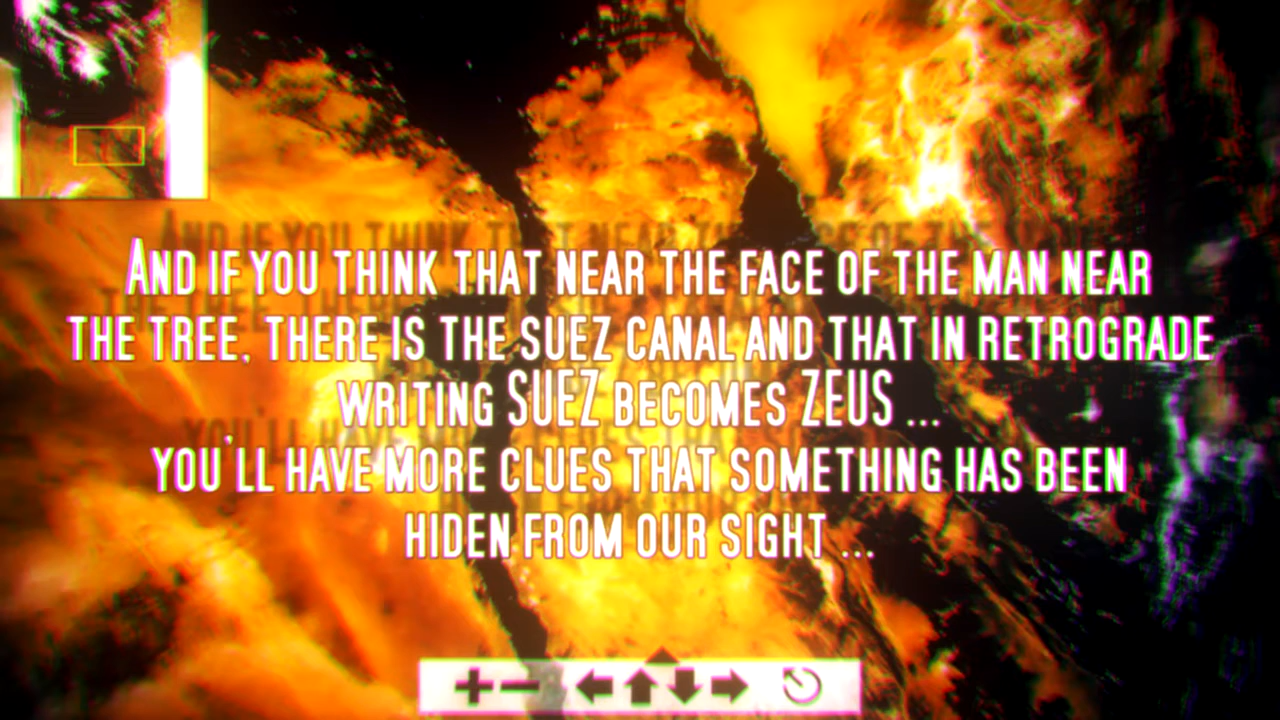 And if you think that near the face of the man near
the tree, there is the suez canal and that in retrograde
writing SUEZ becomes ZEUS ...
you'll have more clues that something has been
hiden from our sight ...